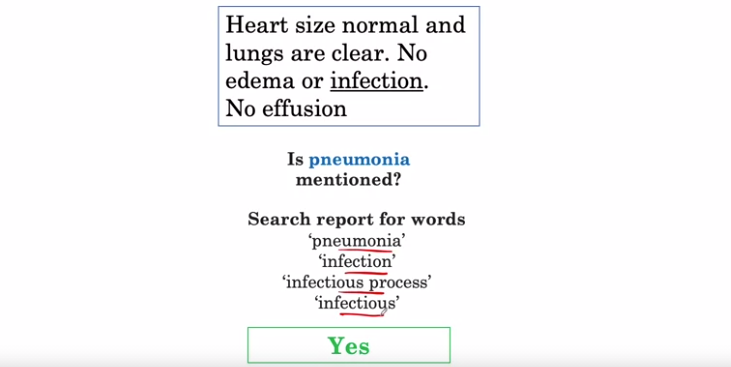 Heart size normal and
lungs are clear. No
edema or infection.
No effusion
Is pneumonia
mentioned?
Search report for words
‘pneumonia’
‘infection’
‘infectious process’
‘infectious’
Yes